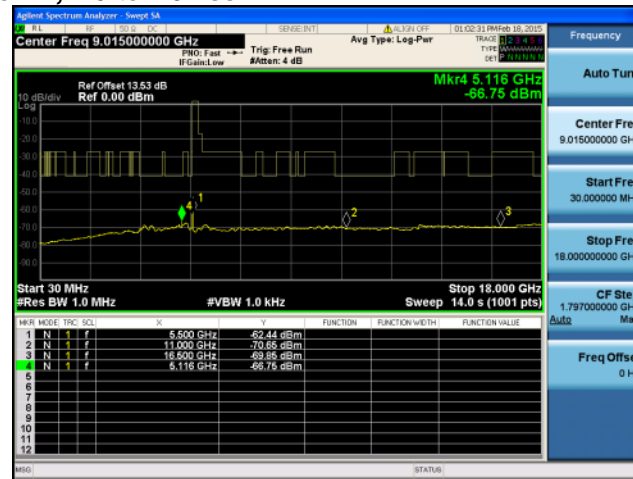 Agilent Spectrum Analyzer - Swept SA
RL RF 50 Ω DC SENSE:INT ALIGN OFF 01:02:31 PM Feb 18, 2015
Center Freq 9.015000000 GHz
PNO: Fast
IFGain:Low
Trig: Free Run
#Atten: 4 dB
Avg Type: Log-Pwr
TRACE 1 2 3 4 5 6
TYPE
DET P N N N N N
Ref Offset 13.53 dB
Ref 0.00 dBm
10 dB/div
Log
Mkr4 5.116 GHz
-66.75 dBm
-10.0
-20.0
-30.0
-40.0
-50.0
-60.0
-70.0
-80.0
-90.0
4 1 2 3
Start 30 MHz Stop 18.000 GHz
#Res BW 1.0 MHz #VBW 1.0 kHz Sweep 14.0 s (1001 pts)
MKR MODE TRC SCL X Y FUNCTION FUNCTION WIDTH FUNCTION VALUE
1 N 1 f 5.500 GHz -62.44 dBm
2 N 1 f 11.000 GHz -70.65 dBm
3 N 1 f 16.500 GHz -69.85 dBm
4 N 1 f 5.116 GHz -66.75 dBm
5
6
7
8
9
10
11
12
MSG STATUS
Frequency
Auto Tun
Center Fre
9.015000000 GH
Start Fre
30.000000 MH
Stop Fre
18.000000000 GH
CF Ste
1.797000000 GH
Auto Ma
Freq Offse
0 H